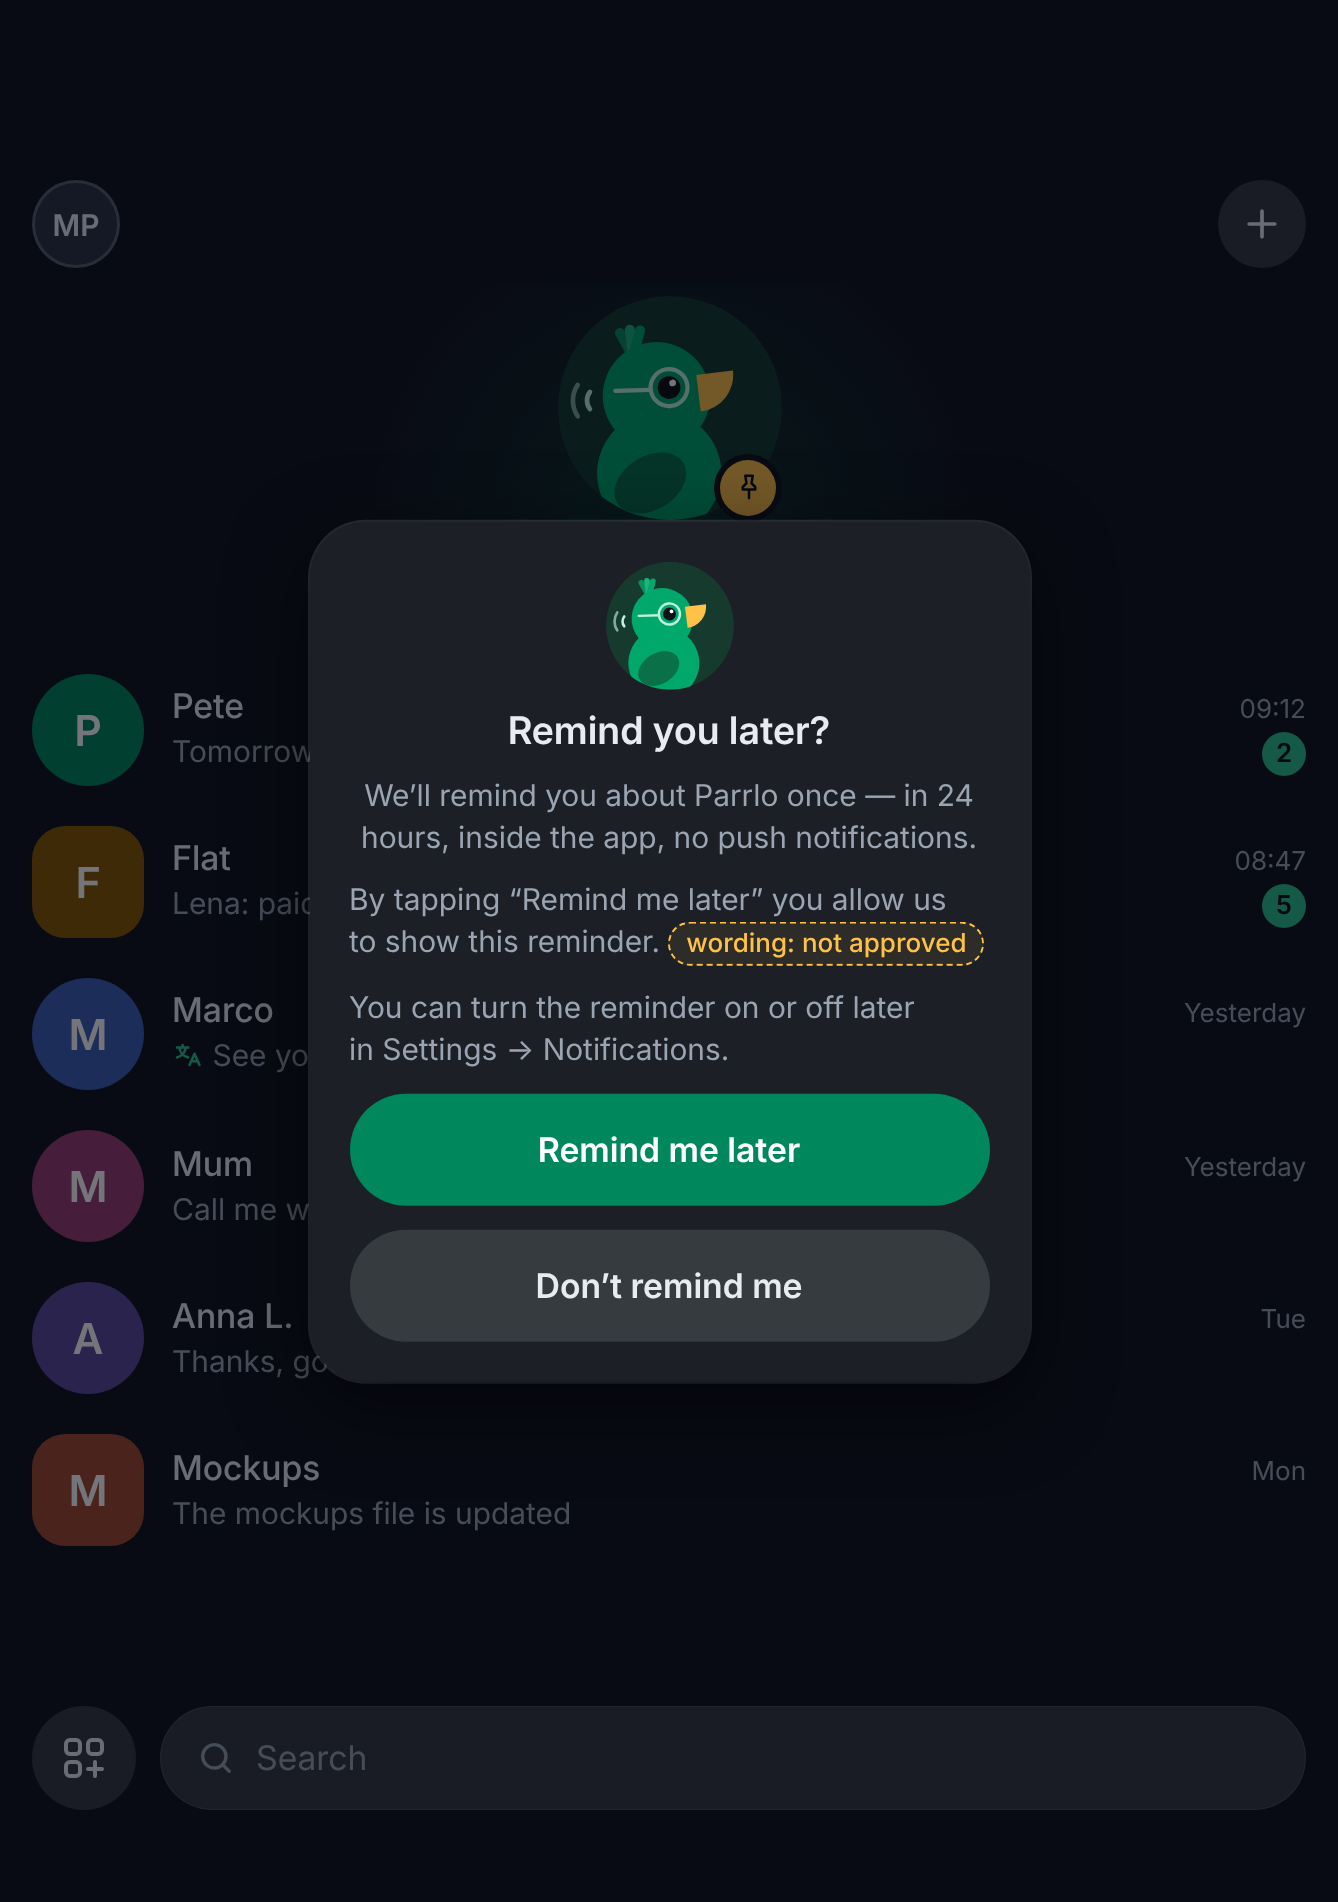 MP
Remind you later?
We’ll remind you about Parrlo once — in 24
hours, inside the app, no push notifications.
By tapping “Remind me later” you allow us
to show this reminder. wording: not approved
You can turn the reminder on or off later
in Settings → Notifications.
Remind me later
Don’t remind me
P
Pete
09:12
Tomorrow
2
F
Flat
08:47
Lena: paid
5
M
Marco
Yesterday
See yo
M
Mum
Yesterday
Call me w
A
Anna L.
Tue
Thanks, go
M
Mockups
Mon
The mockups file is updated
Search